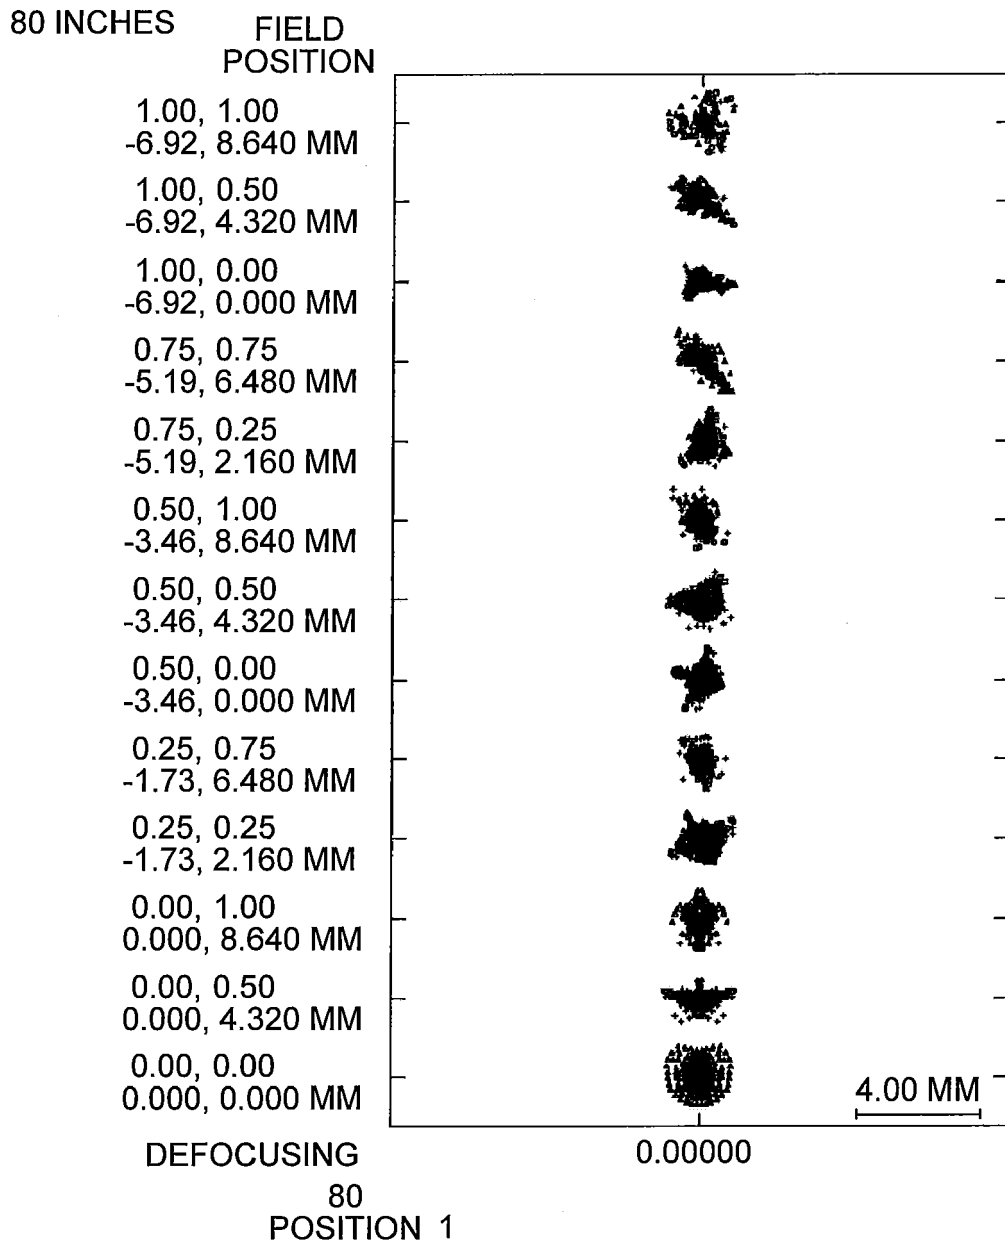 80 INCHES
FIELD
POSITION
1.00, 1.00
-6.92, 8.640 MM
1.00, 0.50
-6.92, 4.320 MM
1.00, 0.00
-6.92, 0.000 MM
0.75, 0.75
-5.19, 6.480 MM
0.75, 0.25
-5.19, 2.160 MM
0.50, 1.00
-3.46, 8.640 MM
0.50, 0.50
-3.46, 4.320 MM
0.50, 0.00
-3.46, 0.000 MM
0.25, 0.75
-1.73, 6.480 MM
0.25, 0.25
-1.73, 2.160 MM
0.00, 1.00
0.000, 8.640 MM
0.00, 0.50
0.000, 4.320 MM
0.00, 0.00
0.000, 0.000 MM
4.00 MM
DEFOCUSING 0.00000
80
POSITION 1